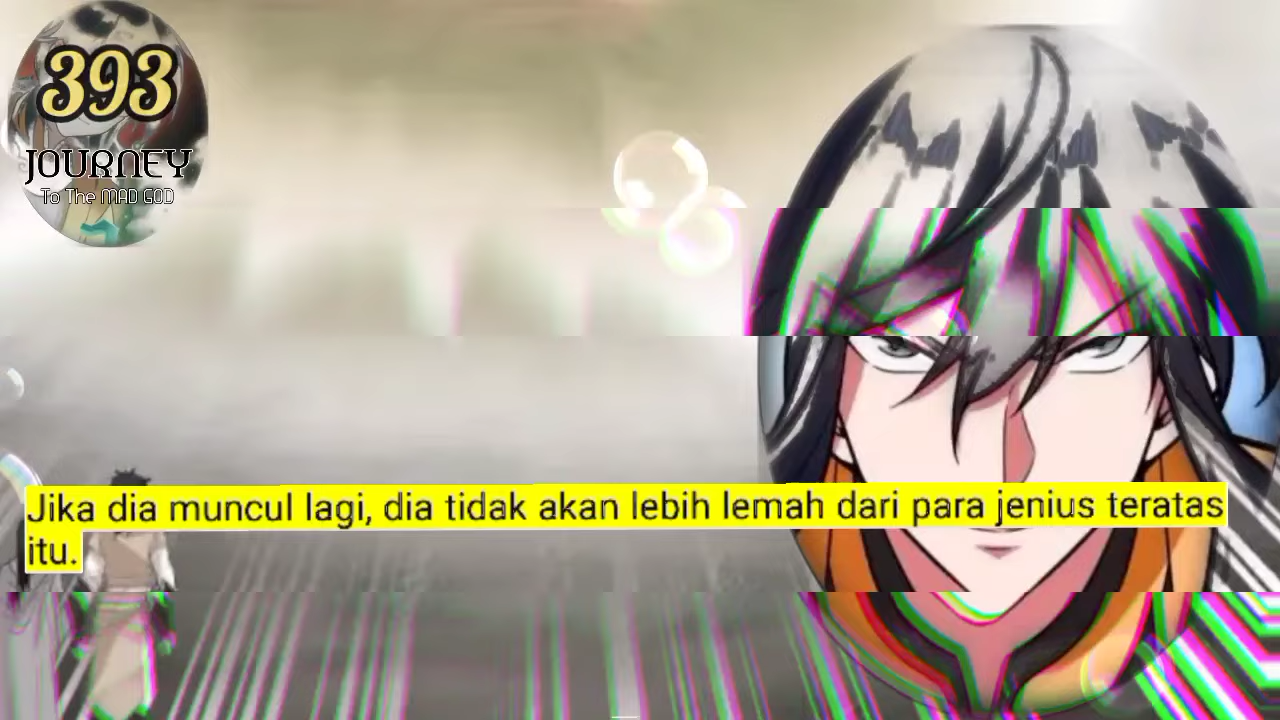 393
JOURNEY
To The MAD GOD
Jika dia muncul lagi, dia tidak akan lebih lemah dari para jenius teratas
itu.